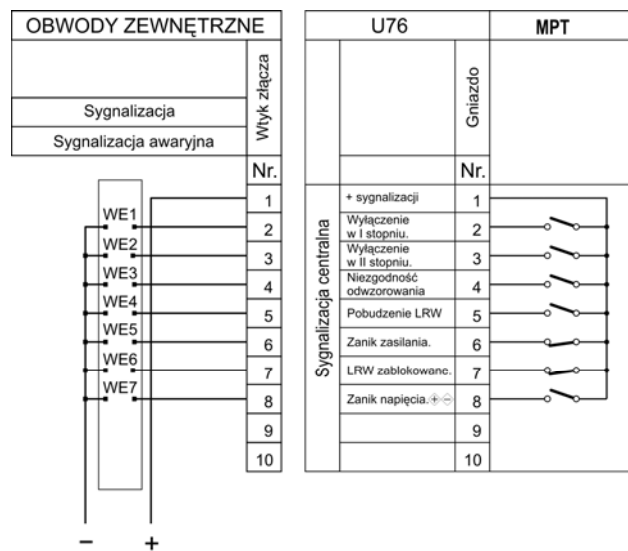 OBWODY ZEWNĘTRZNE
Wtyk złącza
Sygnalizacja
Sygnalizacja awaryjna
Nr.
1
WE1
2
WE2
3
WE3
4
WE4
5
WE5
6
WE6
7
WE7
8
9
10
− +
U76
MPT
Gniazdo
Nr.
Sygnalizacja centralna
+ sygnalizacji 1
Wyłączenie
w I stopniu. 2
Wyłączenie
w II stopniu. 3
Niezgodność
odwzorowania 4
Pobudzenie LRW 5
Zanik zasilania. 6
LRW zablokowane. 7
Zanik napięcia. + − 8
9
10